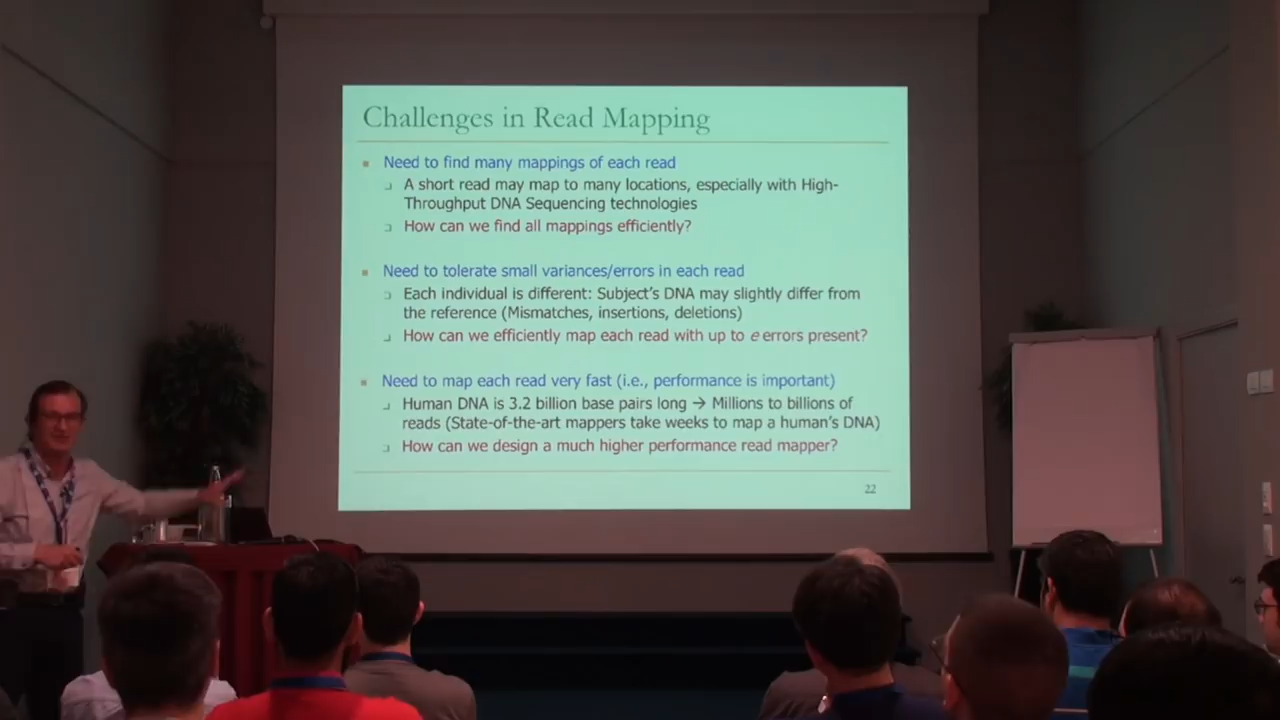 Challenges in Read Mapping
Need to find many mappings of each read
A short read may map to many locations, especially with High-
Throughput DNA Sequencing technologies
How can we find all mappings efficiently?
Need to tolerate small variances/errors in each read
Each individual is different: Subject's DNA may slightly differ from
the reference (Mismatches, insertions, deletions)
How can we efficiently map each read with up to e errors present?
Need to map each read very fast (i.e., performance is important)
Human DNA is 3.2 billion base pairs long → Millions to billions of
reads (State-of-the-art mappers take weeks to map a human's DNA)
How can we design a much higher performance read mapper?
22